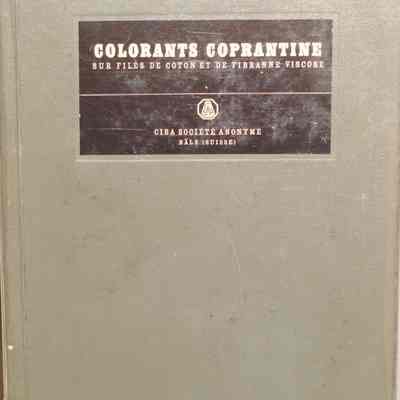 COLORANTS COPRANTINE
SUR FILÉS DE COTON ET DE FIBRANNE VISCOSE
CIBA SOCIÉTÉ ANONYME
BÂLE (SUISSE)